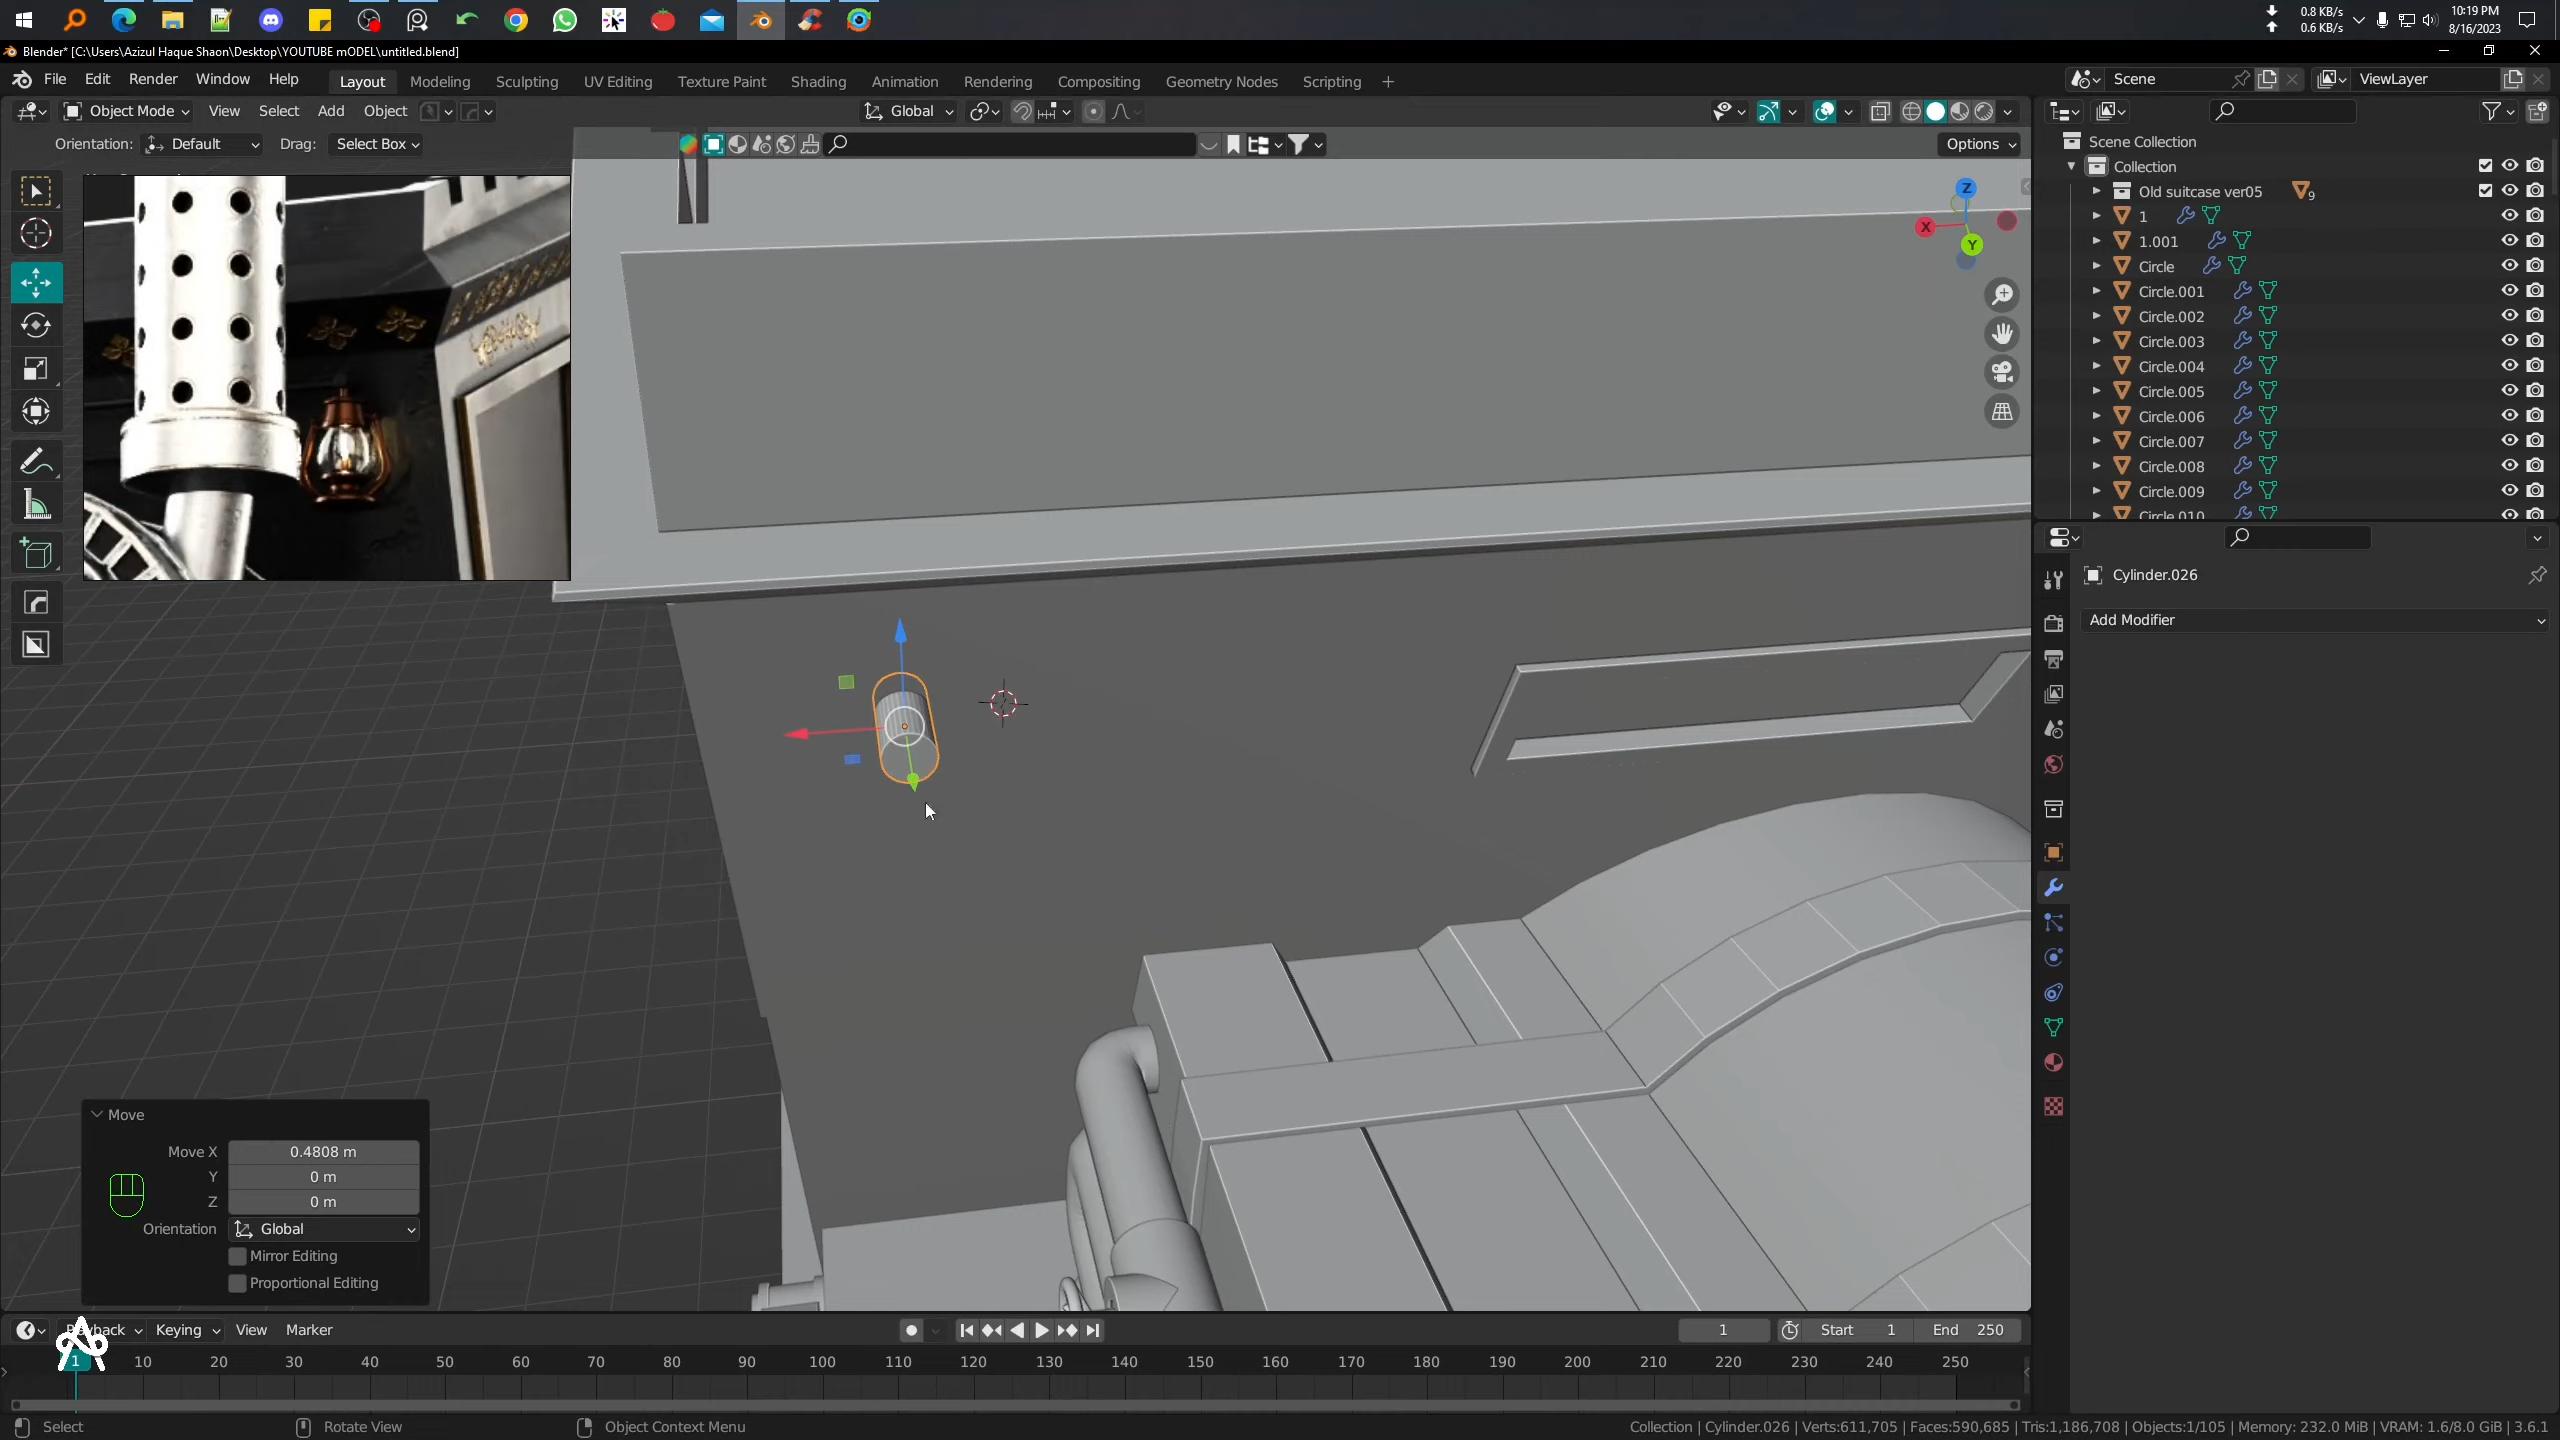 0.8 KB/s
0.6 KB/s
10:19 PM
8/16/2023
Blender* [C:\Users\Azizul Haque Shaon\Desktop\YOUTUBE mODEL\untitled.blend]
File Edit Render Window Help
Layout Modeling Sculpting UV Editing Texture Paint Shading Animation Rendering Compositing Geometry Nodes Scripting +
Scene
ViewLayer
Object Mode View Select Add Object
Global
Orientation: Default Drag: Select Box
Options
Z
X
Y
Scene Collection
Collection
Old suitcase ver05 9
1
1.001
Circle
Circle.001
Circle.002
Circle.003
Circle.004
Circle.005
Circle.006
Circle.007
Circle.008
Circle.009
Circle.010
Cylinder.026
Add Modifier
Move
Move X 0.4808 m
Y 0 m
Z 0 m
Orientation Global
Mirror Editing
Proportional Editing
Playback Keying View Marker
1 Start 1 End 250
1 10 20 30 40 50 60 70 80 90 100 110 120 130 140 150 160 170 180 190 200 210 220 230 240 250
Select Rotate View Object Context Menu
Collection | Cylinder.026 | Verts:611,705 | Faces:590,685 | Tris:1,186,708 | Objects:1/105 | Memory: 232.0 MiB | VRAM: 1.6/8.0 GiB | 3.6.1